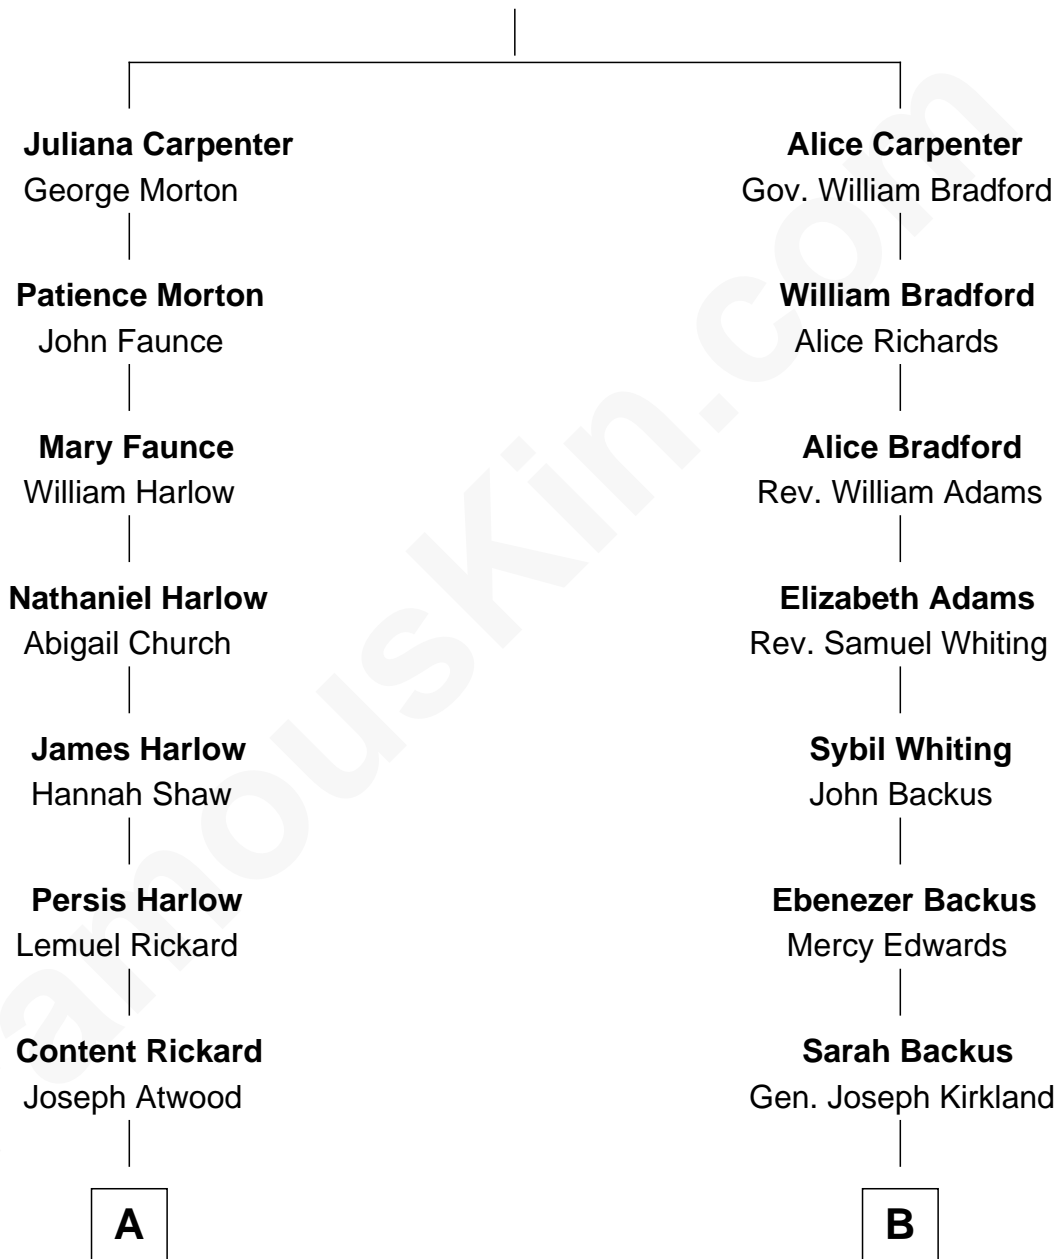 Juliana Carpenter
George Morton
Patience Morton
John Faunce
Mary Faunce
William Harlow
Nathaniel Harlow
Abigail Church
James Harlow
Hannah Shaw
Persis Harlow
Lemuel Rickard
Content Rickard
Joseph Atwood
A
Alice Carpenter
Gov. William Bradford
William Bradford
Alice Richards
Alice Bradford
Rev. William Adams
Elizabeth Adams
Rev. Samuel Whiting
Sybil Whiting
John Backus
Ebenezer Backus
Mercy Edwards
Sarah Backus
Gen. Joseph Kirkland
B
amouskin.com